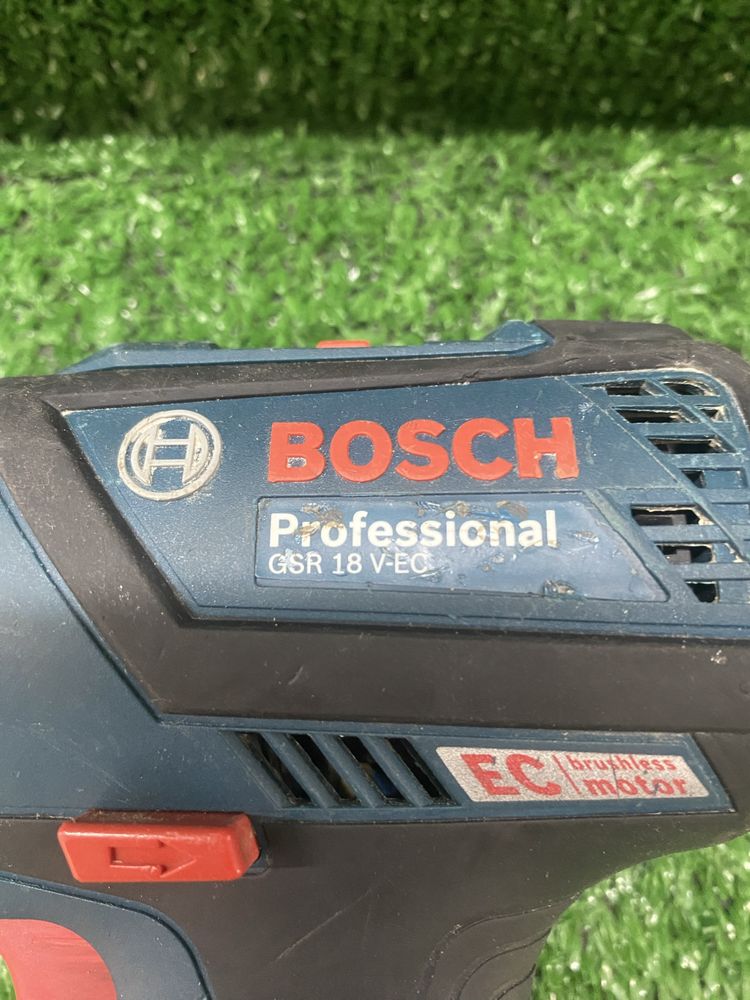 BOSCH
Professional
GSR 18 V-EC
EC brushless
motor